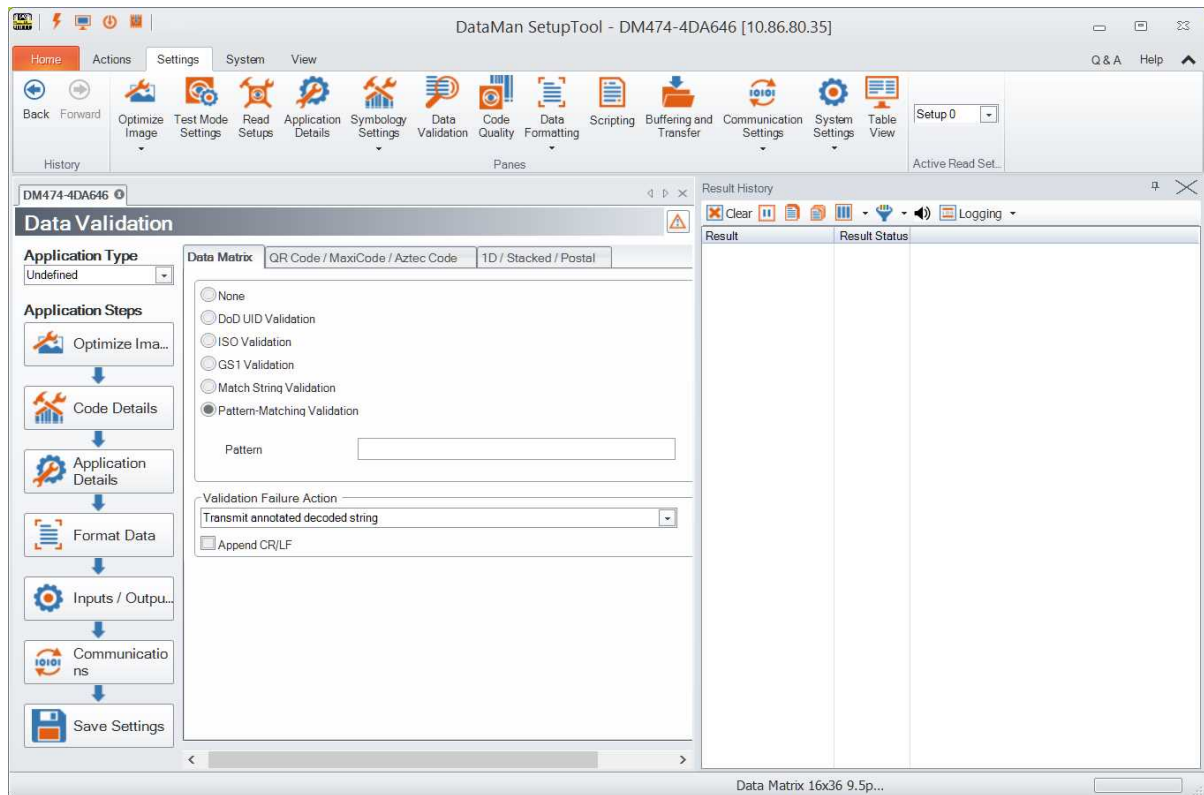 DataMan SetupTool - DM474-4DA646 [10.86.80.35]
Home Actions Settings System View Q & A Help
Back Forward Optimize Image Test Mode Settings Read Setups Application Details Symbology Settings Data Validation Code Quality Data Formatting Scripting Buffering and Transfer Communication Settings System Settings Table View Setup 0
History Panes Active Read Set...
DM474-4DA646
Data Validation
Application Type
Undefined
Application Steps
Optimize Ima...
Code Details
Application
Details
Format Data
Inputs / Outpu...
Communicatio
ns
Save Settings
Data Matrix QR Code / MaxiCode / Aztec Code 1D / Stacked / Postal
None
DoD UID Validation
ISO Validation
GS1 Validation
Match String Validation
Pattern-Matching Validation
Pattern
Validation Failure Action
Transmit annotated decoded string
Append CR/LF
Result History
Clear Logging
Result Result Status
Data Matrix 16x36 9.5p...